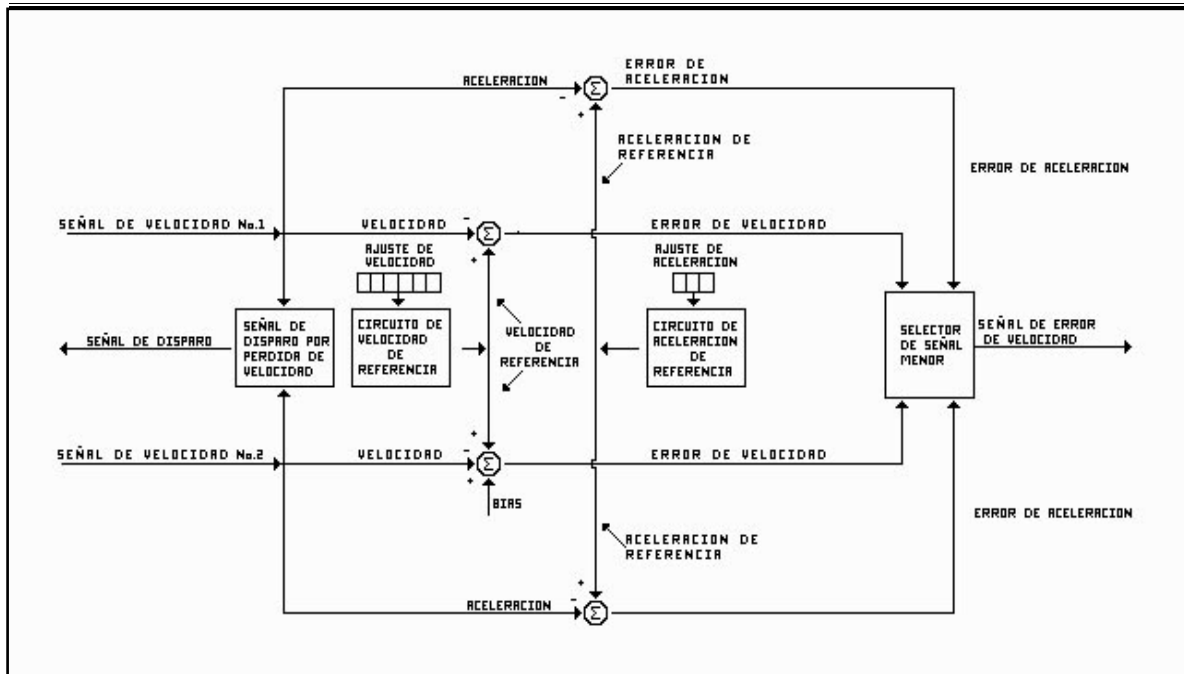 ERROR DE
ACELERACION
ACELERACION
Σ
-
+
ACELERACION DE
REFERENCIA
ERROR DE ACELERACION
SEÑAL DE VELOCIDAD No.1
VELOCIDAD
-
Σ
+
ERROR DE VELOCIDAD
AJUSTE DE
VELOCIDAD
AJUSTE DE
ACELERACION
SEÑAL DE DISPARO
SEÑAL DE
DISPARO POR
PERDIDA DE
VELOCIDAD
CIRCUITO DE
VELOCIDAD
DE
REFERENCIA
VELOCIDAD
DE
REFERENCIA
CIRCUITO DE
ACELERACION
DE
REFERENCIA
SELECTOR
DE SEÑAL
MENOR
SEÑAL DE ERROR
DE VELOCIDAD
SEÑAL DE VELOCIDAD No.2
VELOCIDAD
+
-
Σ
+
BIAS
ERROR DE VELOCIDAD
ERROR DE ACELERACION
ACELERACION DE
REFERENCIA
ACELERACION
+
-
Σ